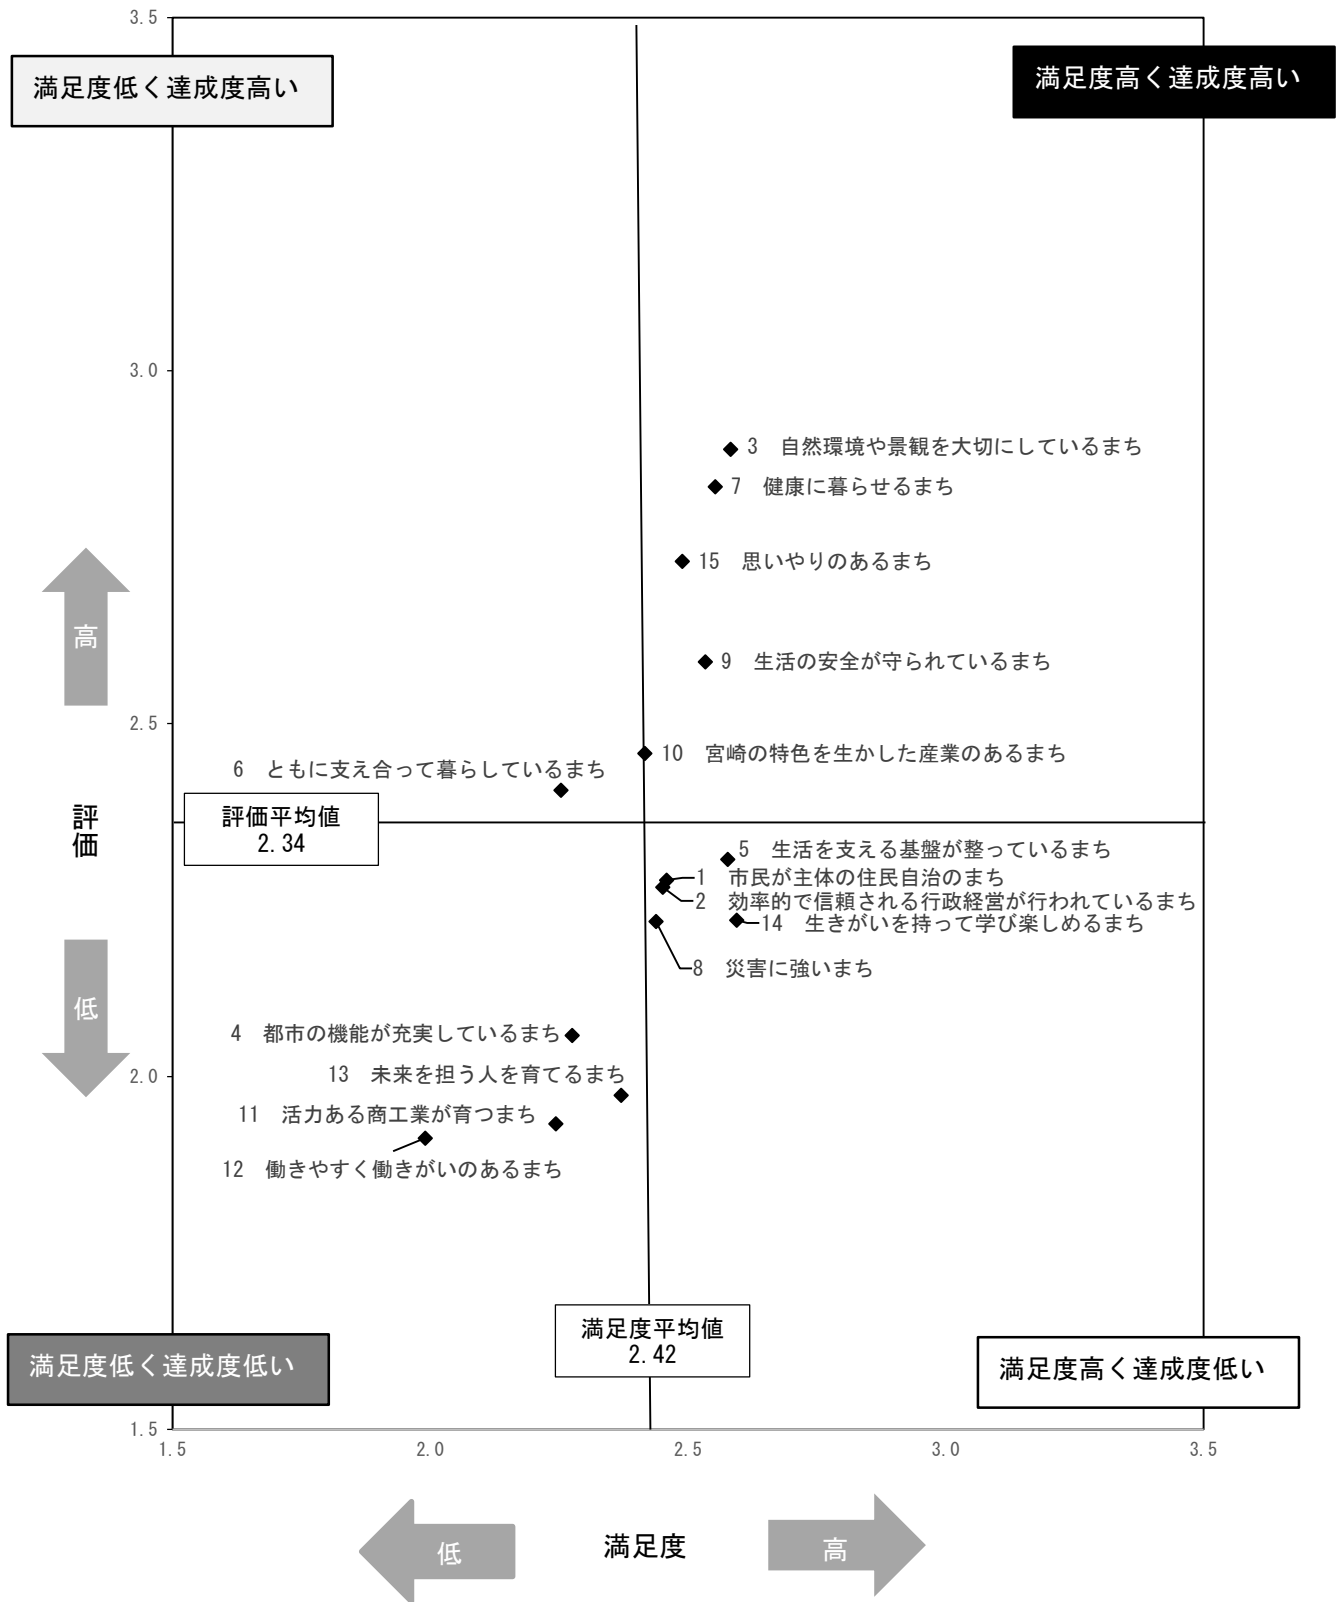 3.5
満足度低く達成度高い
満足度高く達成度高い
3.0
3　自然環境や景観を大切にしているまち
7　健康に暮らせるまち
15　思いやりのあるまち
高
9　生活の安全が守られているまち
2.5
10　宮崎の特色を生かした産業のあるまち
6　ともに支え合って暮らしているまち
評価
評価平均値
2.34
5　生活を支える基盤が整っているまち
1　市民が主体の住民自治のまち
2　効率的で信頼される行政経営が行われているまち
14　生きがいを持って学び楽しめるまち
8　災害に強いまち
低
4　都市の機能が充実しているまち
2.0
13　未来を担う人を育てるまち
11　活力ある商工業が育つまち
12　働きやすく働きがいのあるまち
満足度平均値
2.42
満足度低く達成度低い
満足度高く達成度低い
1.5
1.5
2.0
2.5
3.0
3.5
低
満足度
高